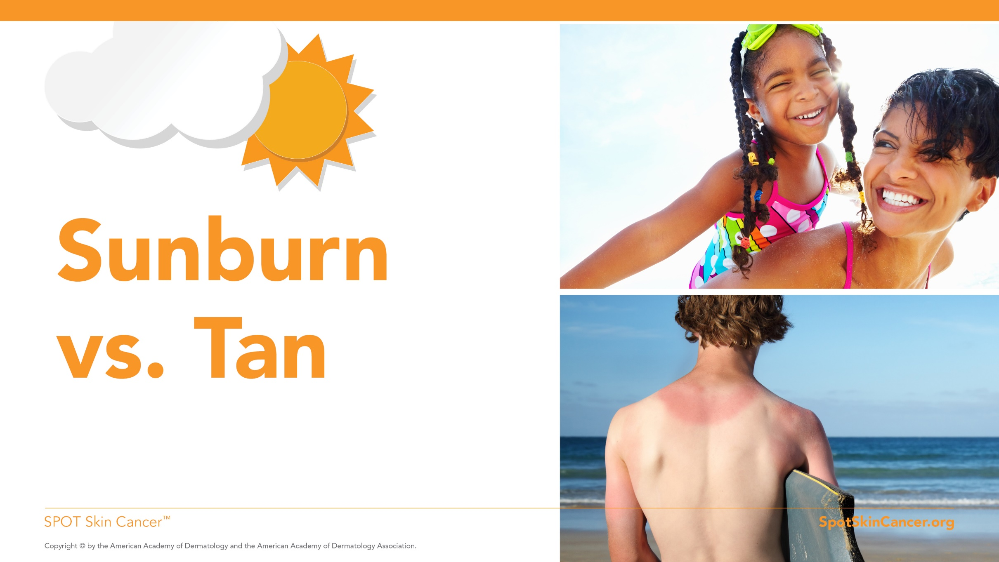 Sunburn
vs. Tan
SPOT Skin Cancer™
SpotSkinCancer.org
Copyright © by the American Academy of Dermatology and the American Academy of Dermatology Association.